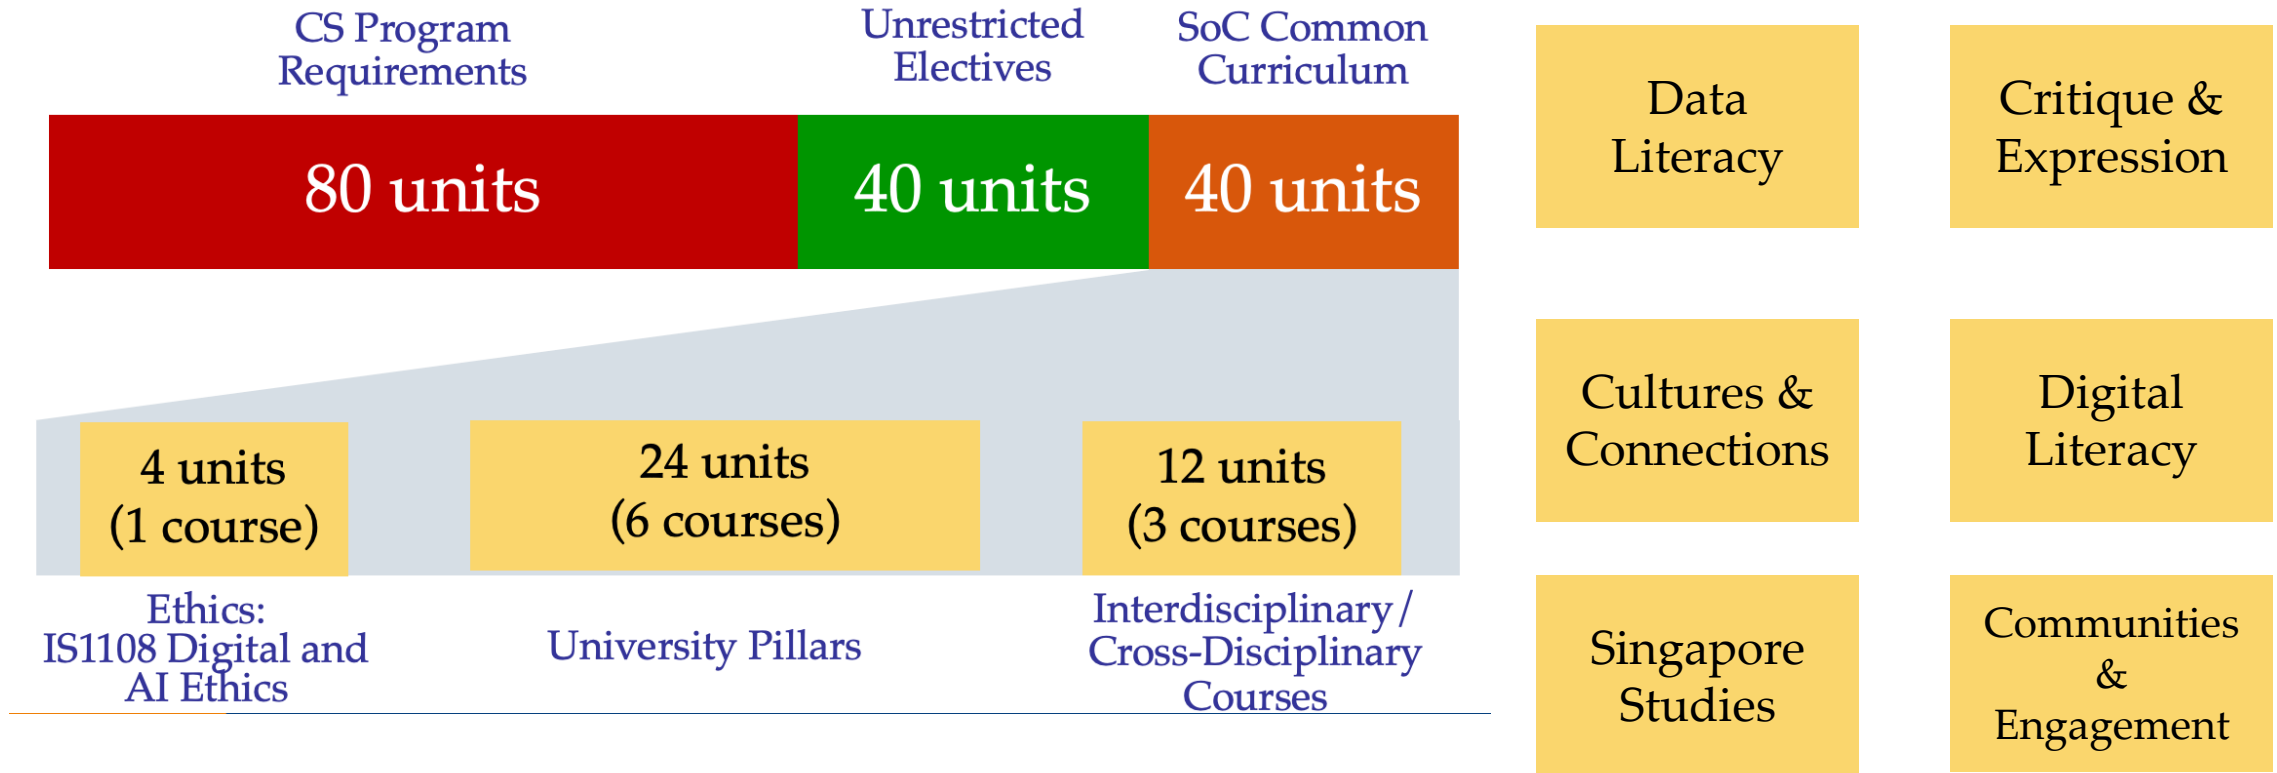 CS Program
Requirements
Unrestricted
Electives
SoC Common
Curriculum
80 units
40 units
40 units
4 units
(1 course)
24 units
(6 courses)
12 units
(3 courses)
Ethics:
IS1108 Digital and
AI Ethics
University Pillars
Interdisciplinary/
Cross-Disciplinary
Courses
Data
Literacy
Critique &
Expression
Cultures &
Connections
Digital
Literacy
Singapore
Studies
Communities
&
Engagement